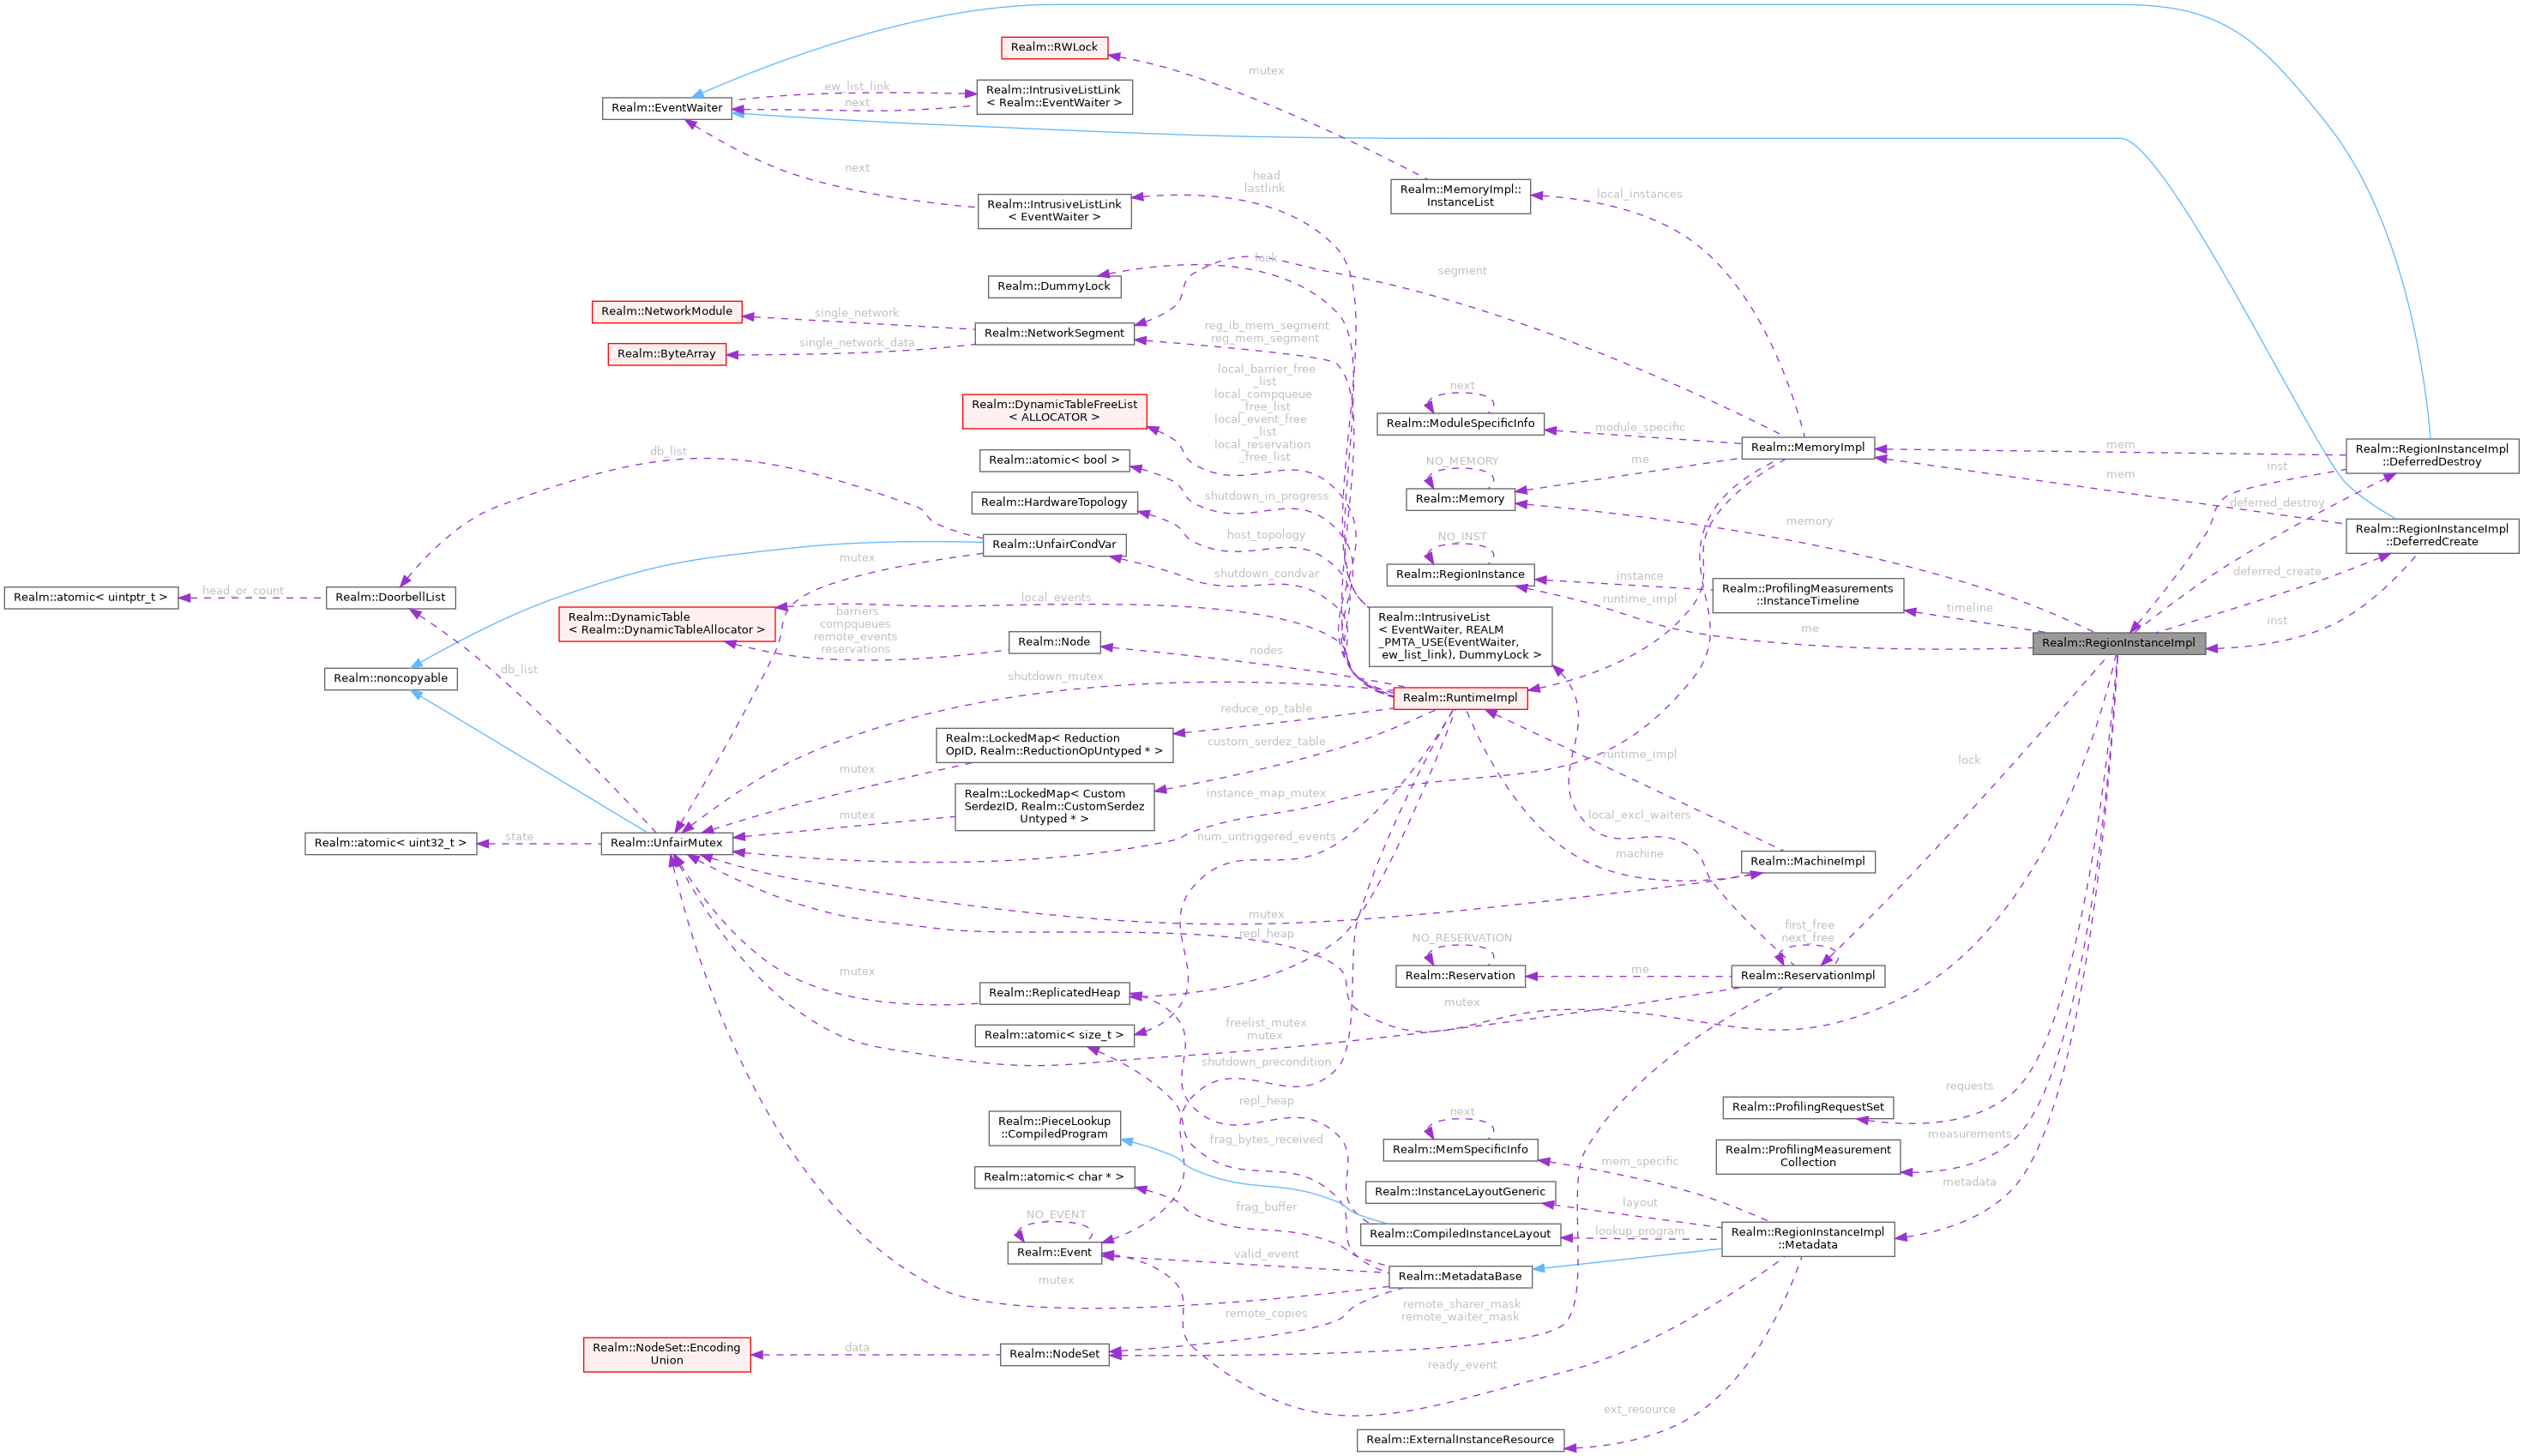 Realm::RWLock
mutex
ew_list_link
Realm::IntrusiveListLink
< Realm::EventWaiter >
Realm::EventWaiter
next
next
head
lastlink
Realm::MemoryImpl::
InstanceList
local_instances
Realm::IntrusiveListLink
< EventWaiter >
lock
segment
Realm::DummyLock
Realm::NetworkModule
single_network
Realm::NetworkSegment
reg_ib_mem_segment
reg_mem_segment
Realm::ByteArray
single_network_data
local_barrier_free
_list
local_compqueue
_free_list
local_event_free
_list
local_reservation
_free_list
next
Realm::DynamicTableFreeList
< ALLOCATOR >
Realm::ModuleSpecificInfo
module_specific
Realm::MemoryImpl
mem
Realm::RegionInstanceImpl
::DeferredDestroy
db_list
Realm::atomic< bool >
NO_MEMORY
me
mem
inst
Realm::HardwareTopology
shutdown_in_progress
Realm::Memory
memory
deferred_destroy
Realm::UnfairCondVar
host_topology
NO_INST
Realm::RegionInstanceImpl
::DeferredCreate
mutex
shutdown_condvar
Realm::RegionInstance
instance
deferred_create
Realm::atomic< uintptr_t >
head_or_count
Realm::DoorbellList
local_events
runtime_impl
Realm::ProfilingMeasurements
::InstanceTimeline
timeline
Realm::DynamicTable
< Realm::DynamicTableAllocator >
barriers
compqueues
remote_events
reservations
Realm::Node
nodes
Realm::IntrusiveList
< EventWaiter, REALM
_PMTA_USE(EventWaiter,
ew_list_link), DummyLock >
me
inst
Realm::RegionInstanceImpl
Realm::noncopyable
db_list
shutdown_mutex
Realm::RuntimeImpl
reduce_op_table
Realm::LockedMap< Reduction
OpID, Realm::ReductionOpUntyped * >
custom_serdez_table
runtime_impl
lock
mutex
Realm::LockedMap< Custom
SerdezID, Realm::CustomSerdez
Untyped * >
instance_map_mutex
mutex
local_excl_waiters
Realm::atomic< uint32_t >
state
Realm::UnfairMutex
num_untriggered_events
machine
Realm::MachineImpl
mutex
repl_heap
NO_RESERVATION
first_free
next_free
mutex
Realm::Reservation
me
Realm::ReservationImpl
Realm::ReplicatedHeap
mutex
Realm::atomic< size_t >
freelist_mutex
mutex
shutdown_precondition
requests
repl_heap
Realm::ProfilingRequestSet
Realm::PieceLookup
::CompiledProgram
next
frag_bytes_received
Realm::MemSpecificInfo
measurements
Realm::ProfilingMeasurement
Collection
mem_specific
Realm::atomic< char * >
Realm::InstanceLayoutGeneric
layout
metadata
frag_buffer
NO_EVENT
Realm::CompiledInstanceLayout
lookup_program
Realm::RegionInstanceImpl
::Metadata
Realm::Event
valid_event
mutex
Realm::MetadataBase
remote_copies
remote_sharer_mask
remote_waiter_mask
Realm::NodeSet::Encoding
Union
data
Realm::NodeSet
ready_event
ext_resource
Realm::ExternalInstanceResource